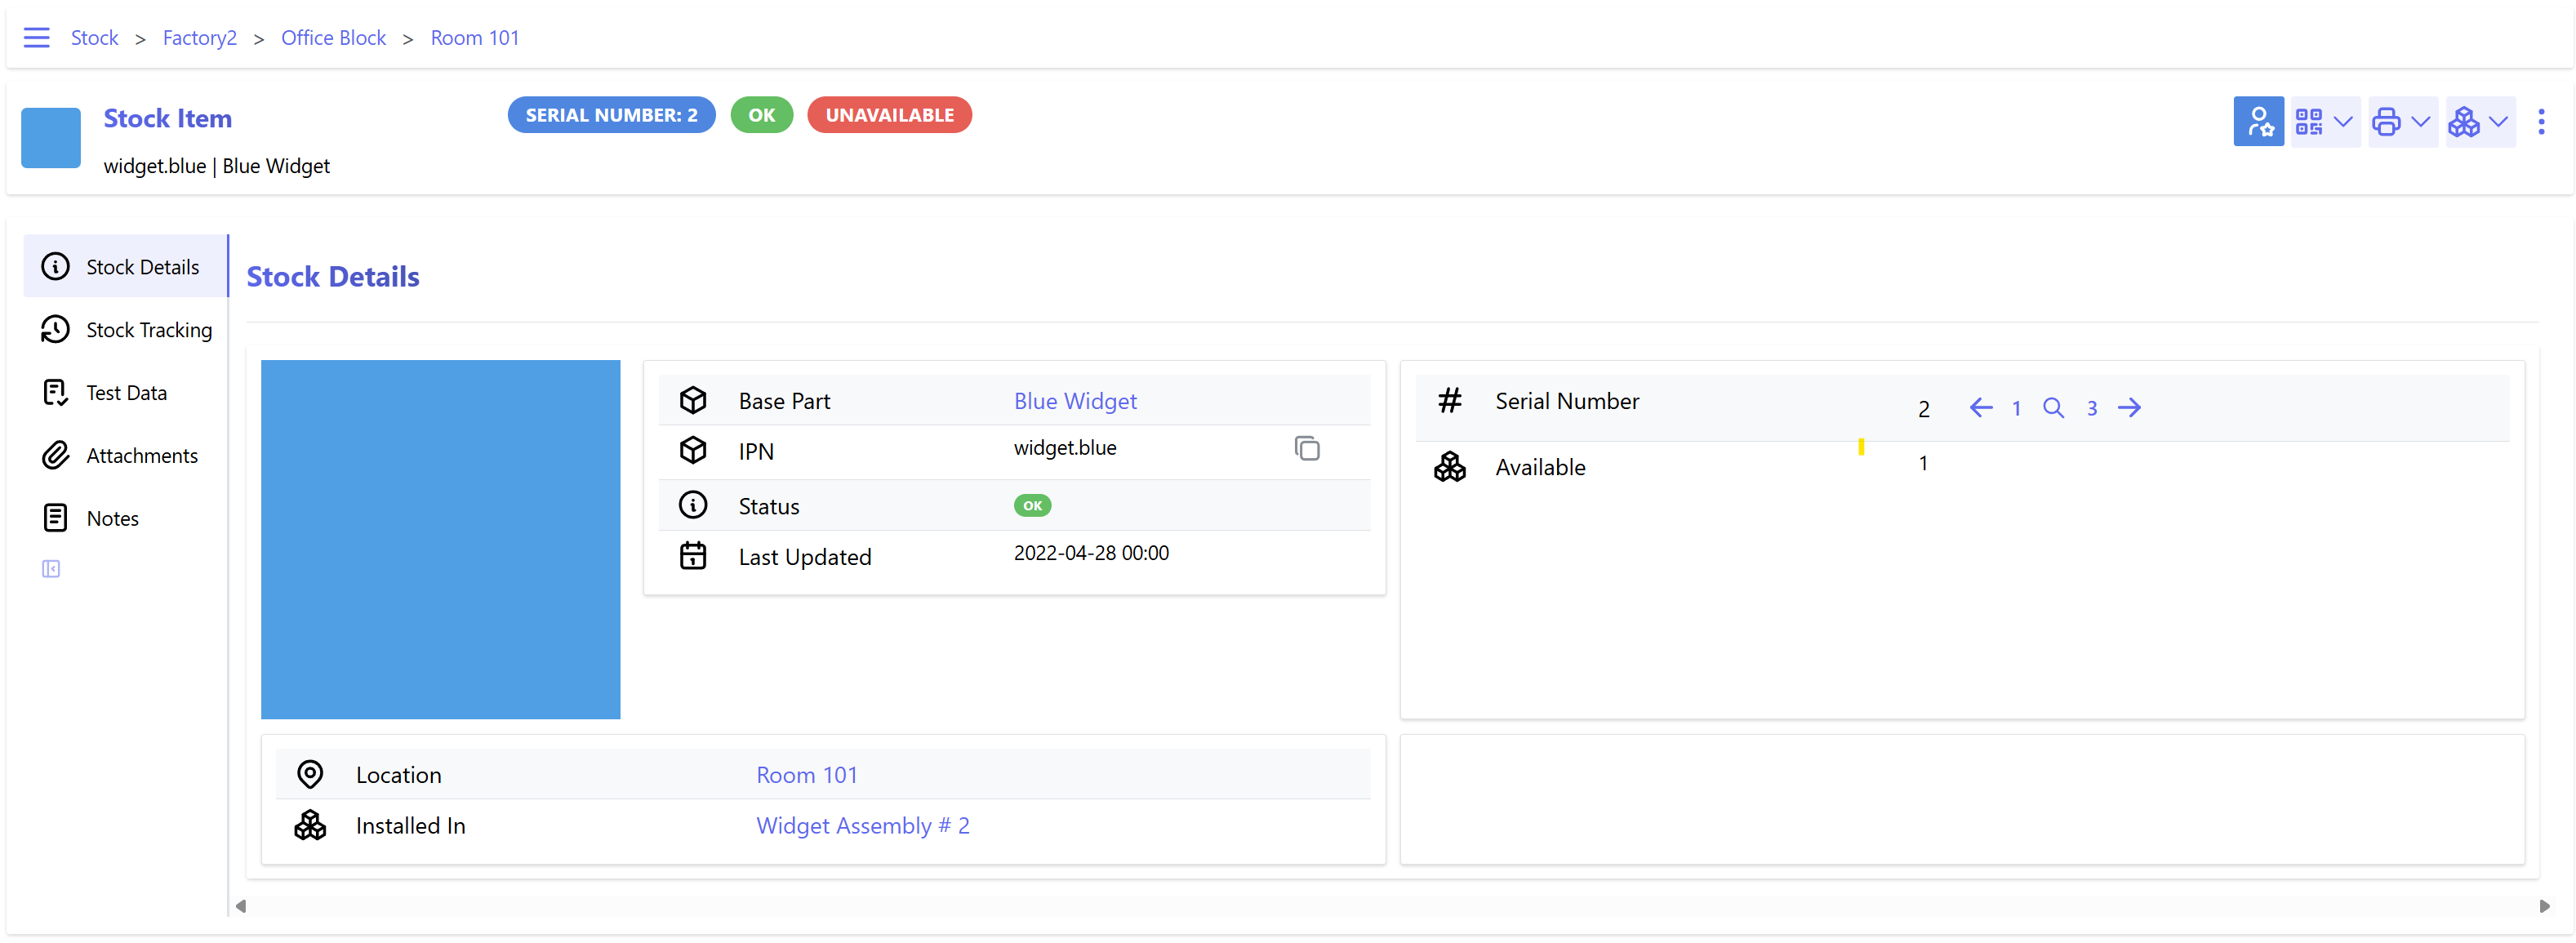 Stock > Factory2 > Office Block > Room 101
Stock Item
SERIAL NUMBER: 2
OK
UNAVAILABLE
widget.blue | Blue Widget
Stock Details
Stock Tracking
Test Data
Attachments
Notes
Stock Details
Base Part Blue Widget
IPN widget.blue
Status OK
Last Updated 2022-04-28 00:00
# Serial Number 2 1 3
Available 1
Location Room 101
Installed In Widget Assembly # 2